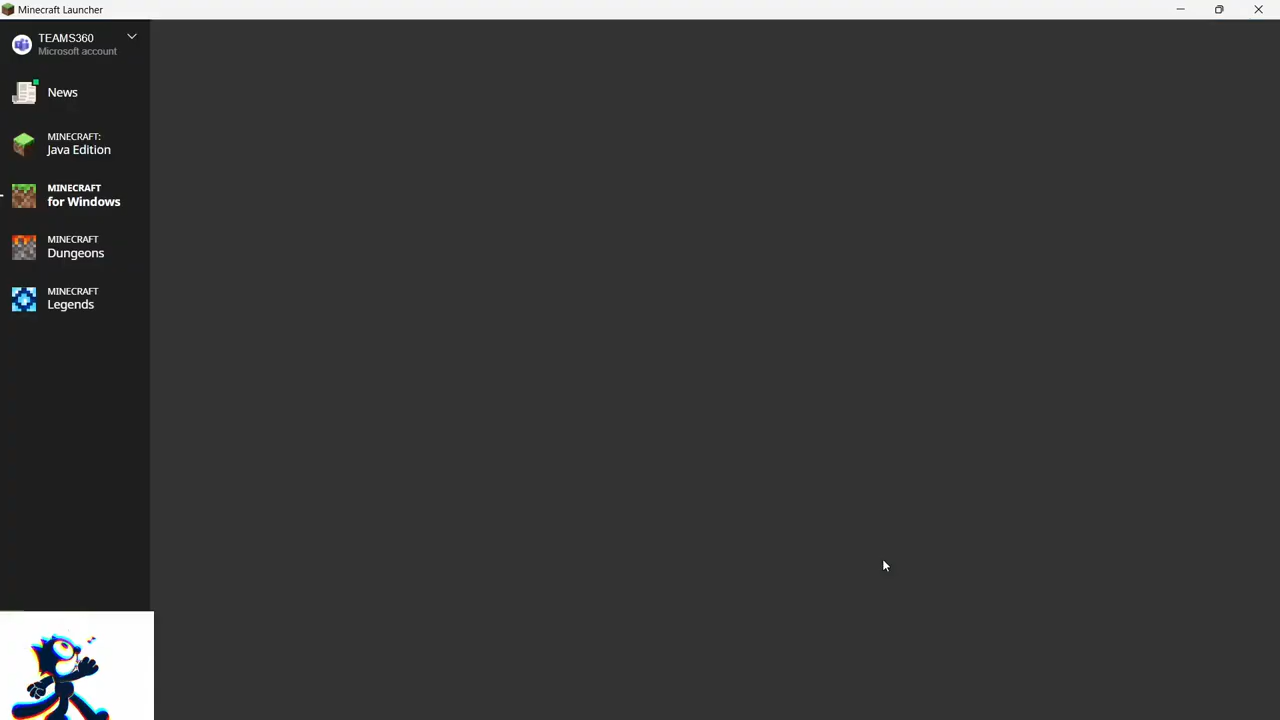 Minecraft Launcher
TEAMS360
Microsoft account
News
MINECRAFT:
Java Edition
MINECRAFT
for Windows
MINECRAFT
Dungeons
MINECRAFT
Legends